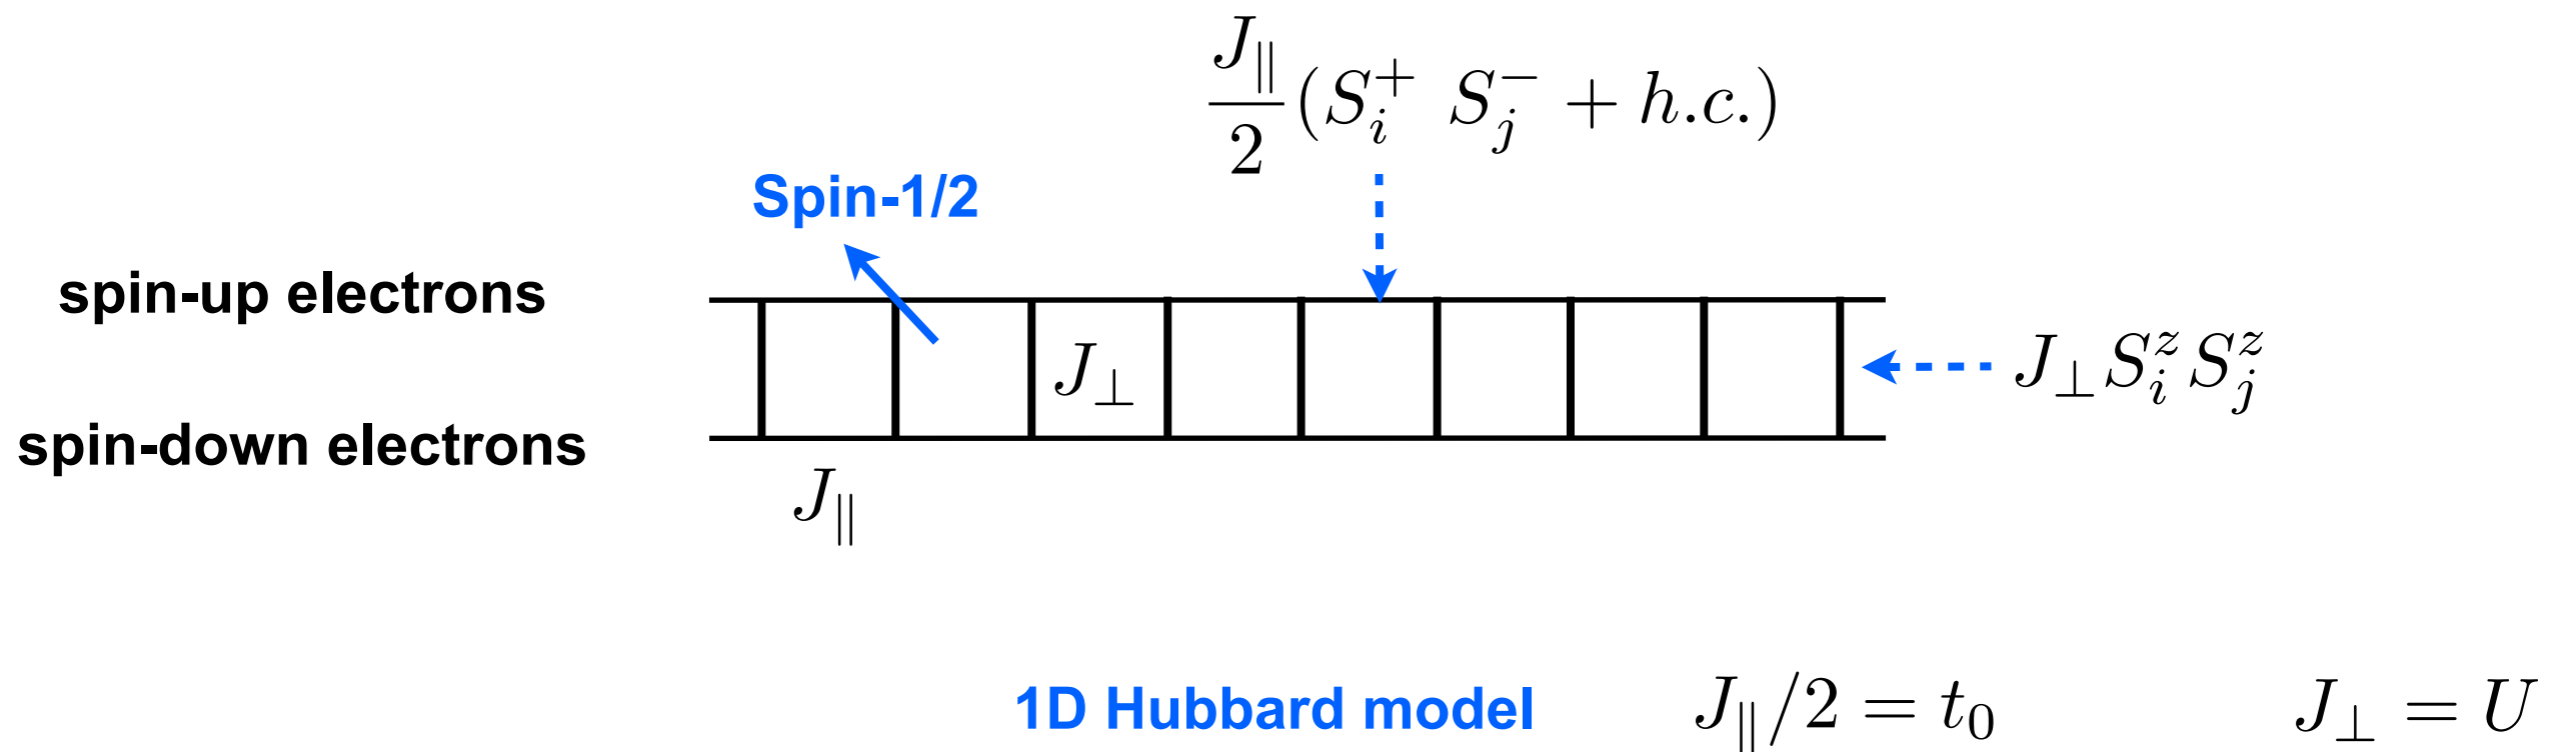 J_∥/2 (S_i^+ S_j^- + h.c.)
Spin-1/2
spin-up electrons
J_⊥
J_⊥ S_i^z S_j^z
spin-down electrons
J_∥
1D Hubbard model J_∥/2 = t_0 J_⊥ = U